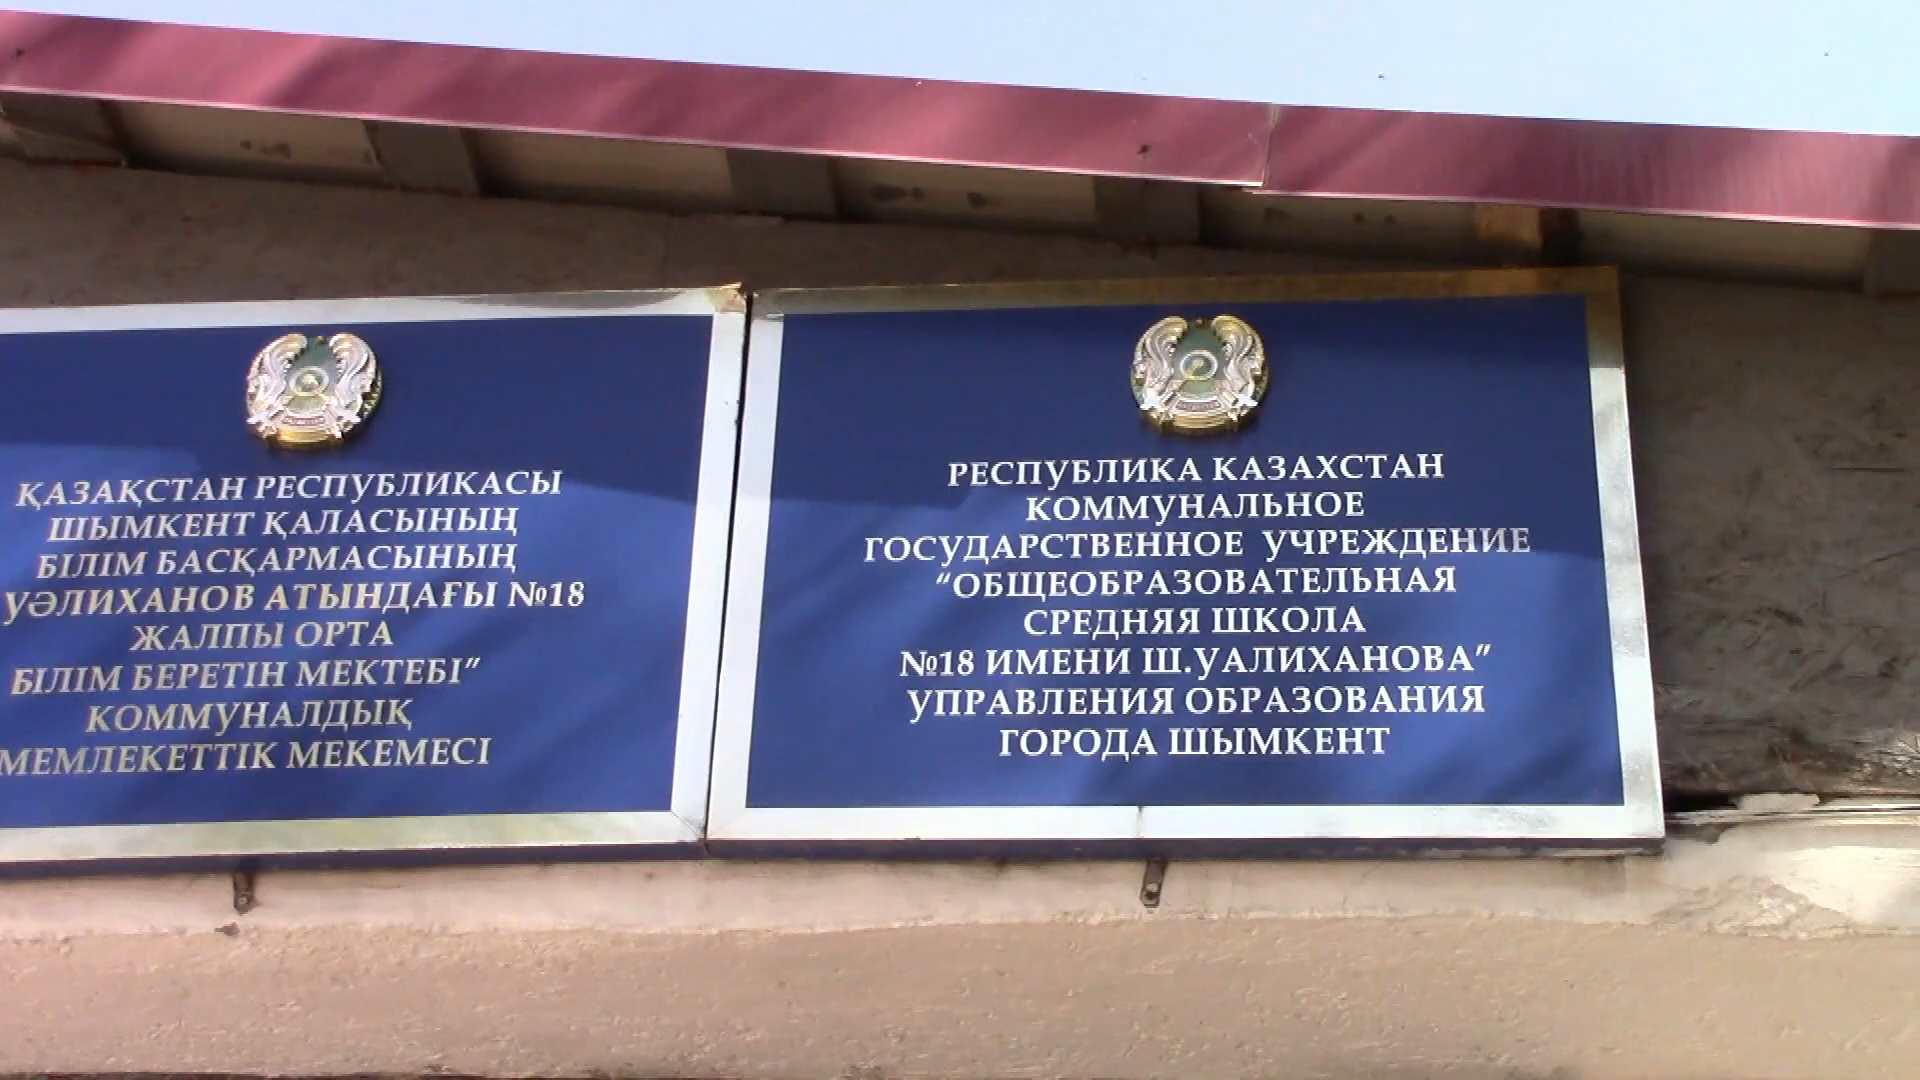 ҚАЗАҚСТАН РЕСПУБЛИКАСЫ
ШЫМКЕНТ ҚАЛАСЫНЫҢ
БІЛІМ БАСҚАРМАСЫНЫҢ
УӘЛИХАНОВ АТЫНДАҒЫ №18
ЖАЛПЫ ОРТА
БІЛІМ БЕРЕТІН МЕКТЕБІ”
КОММУНАЛДЫҚ
МЕМЛЕКЕТТІК МЕКЕМЕСІ
РЕСПУБЛИКА КАЗАХСТАН
КОММУНАЛЬНОЕ
ГОСУДАРСТВЕННОЕ УЧРЕЖДЕНИЕ
“ОБЩЕОБРАЗОВАТЕЛЬНАЯ
СРЕДНЯЯ ШКОЛА
№18 ИМЕНИ Ш.УАЛИХАНОВА”
УПРАВЛЕНИЯ ОБРАЗОВАНИЯ
ГОРОДА ШЫМКЕНТ